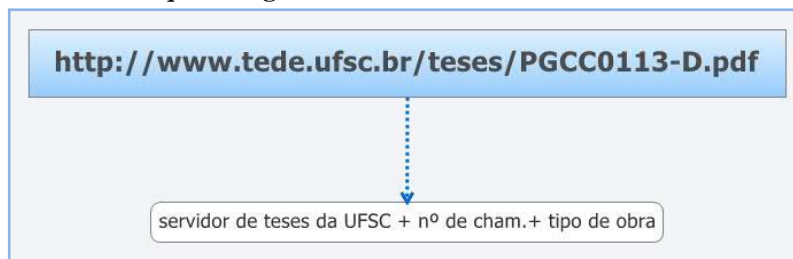 http://www.tede.ufsc.br/teses/PGCC0113-D.pdf
servidor de teses da UFSC + nº de cham.+ tipo de obra